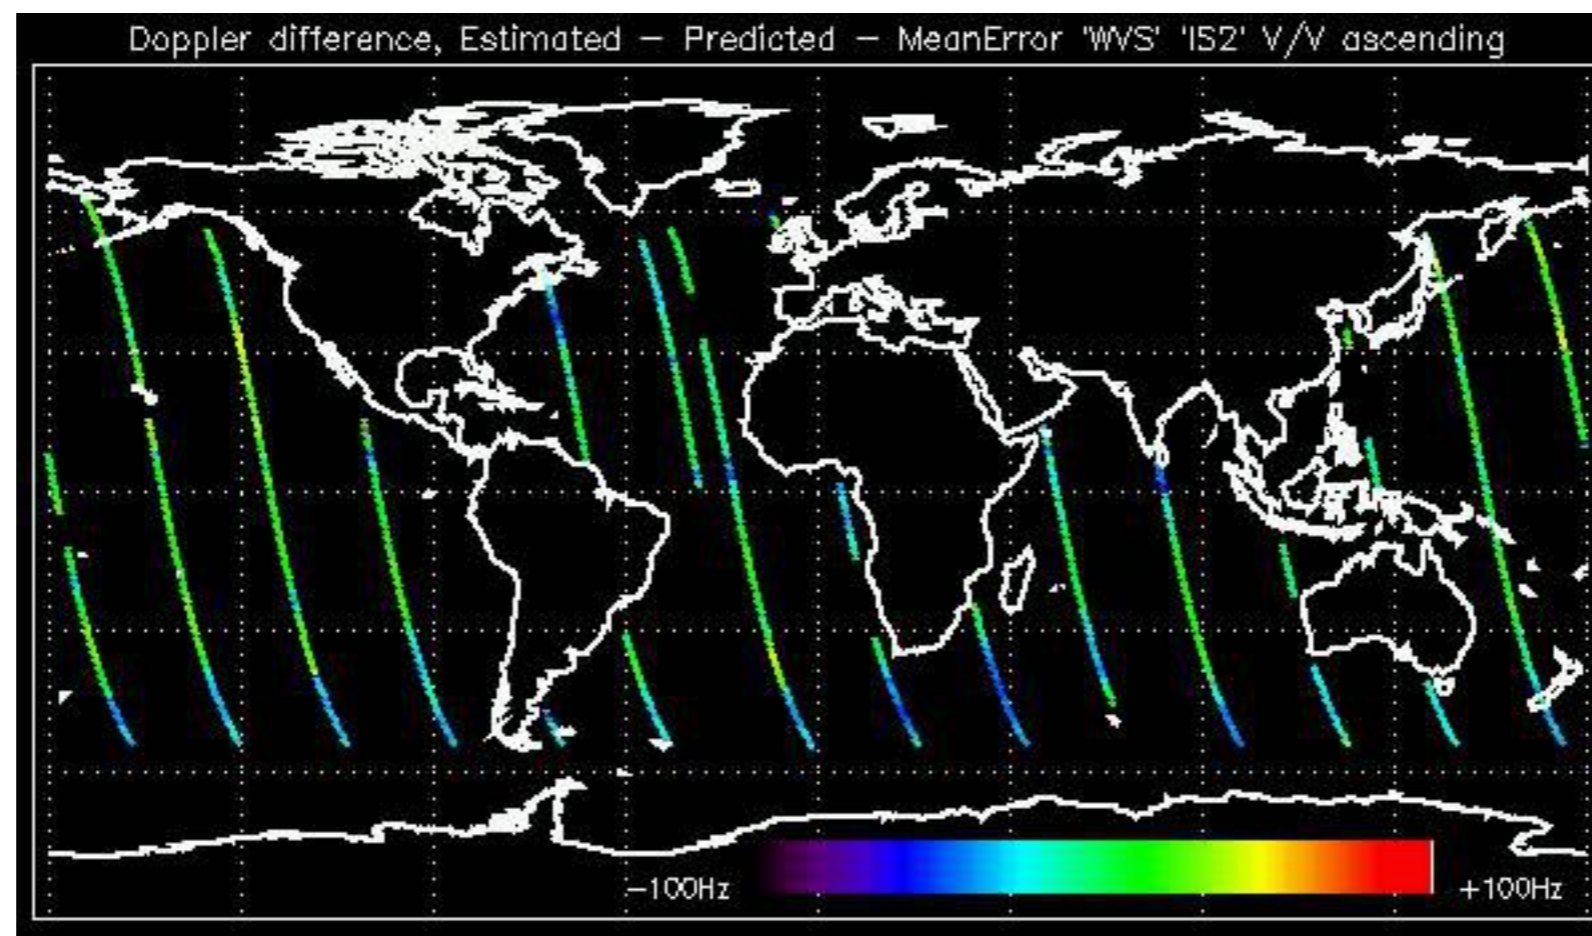 Doppler difference, Estimated — Predicted — MeanError 'WVS' 'IS2' V/V ascending
—100Hz
+100Hz